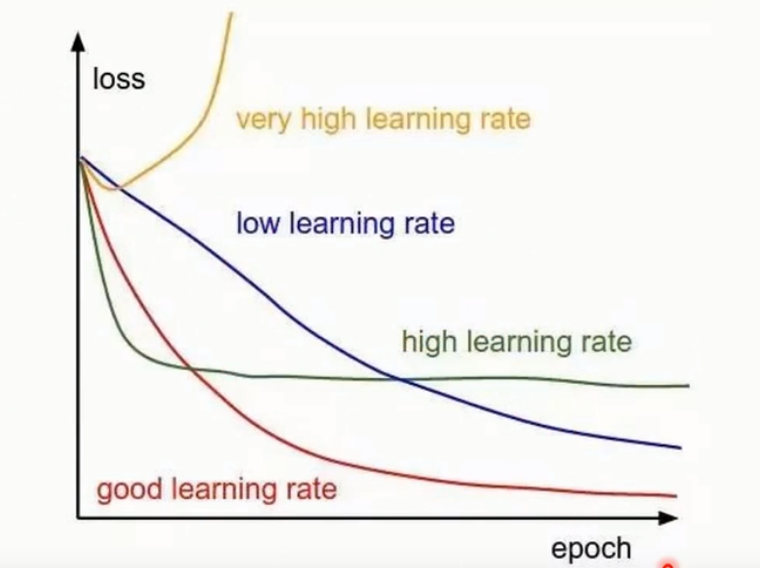 loss
very high learning rate
low learning rate
high learning rate
good learning rate
epoch